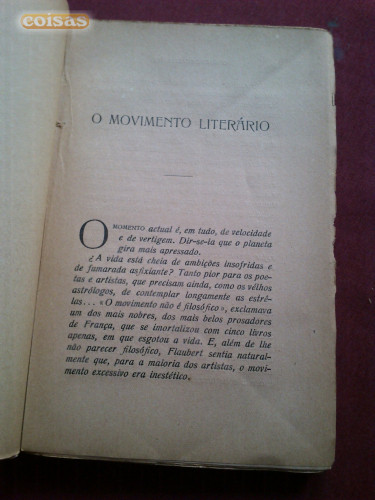 coisas
O MOVIMENTO LITERÁRIO
O MOMENTO actual é, em tudo, de velocidade
e de vertigem. Dir-se-ia que o planeta
gira mais apressado.
¿A vida está cheia de ambições insofridas e
de fumarada asfixiante? Tanto pior para os poe-
tas e artistas, que precisam ainda, como os vélhos
astrólogos, de contemplar longamente as estrê-
las... «O movimento não é filosófico», exclamava
um dos mais nobres, dos mais belos prosadores
de França, que se imortalizou com cinco livros
apenas, em que esgotou a vida. E, além de lhe
não parecer filosófico, Flaubert sentia natural-
mente que, para a maioria dos artistas, o movi-
mento excessivo era inestético.